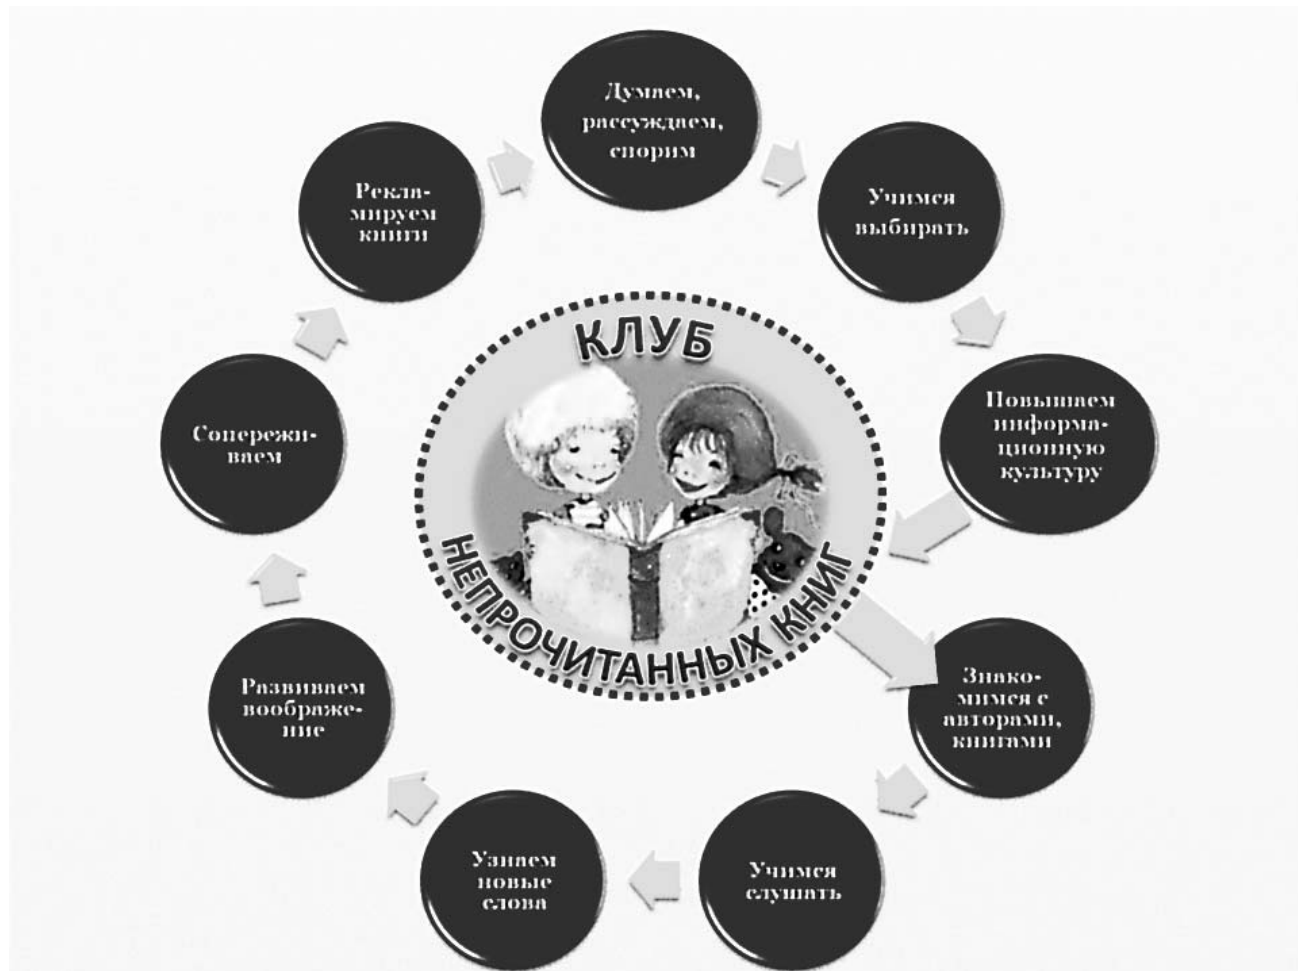 Думаем,
рассуждаем,
спорим
Учимся
выбирать
Повышаем
информа-
ционную
культуру
Знако-
мимся с
авторами,
книгами
Учимся
слушать
Узнаем
новые
слова
Развиваем
воображе-
ние
Сопережи-
ваем
Рекла-
мируем
книги
КЛУБ
НЕПРОЧИТАННЫХ КНИГ